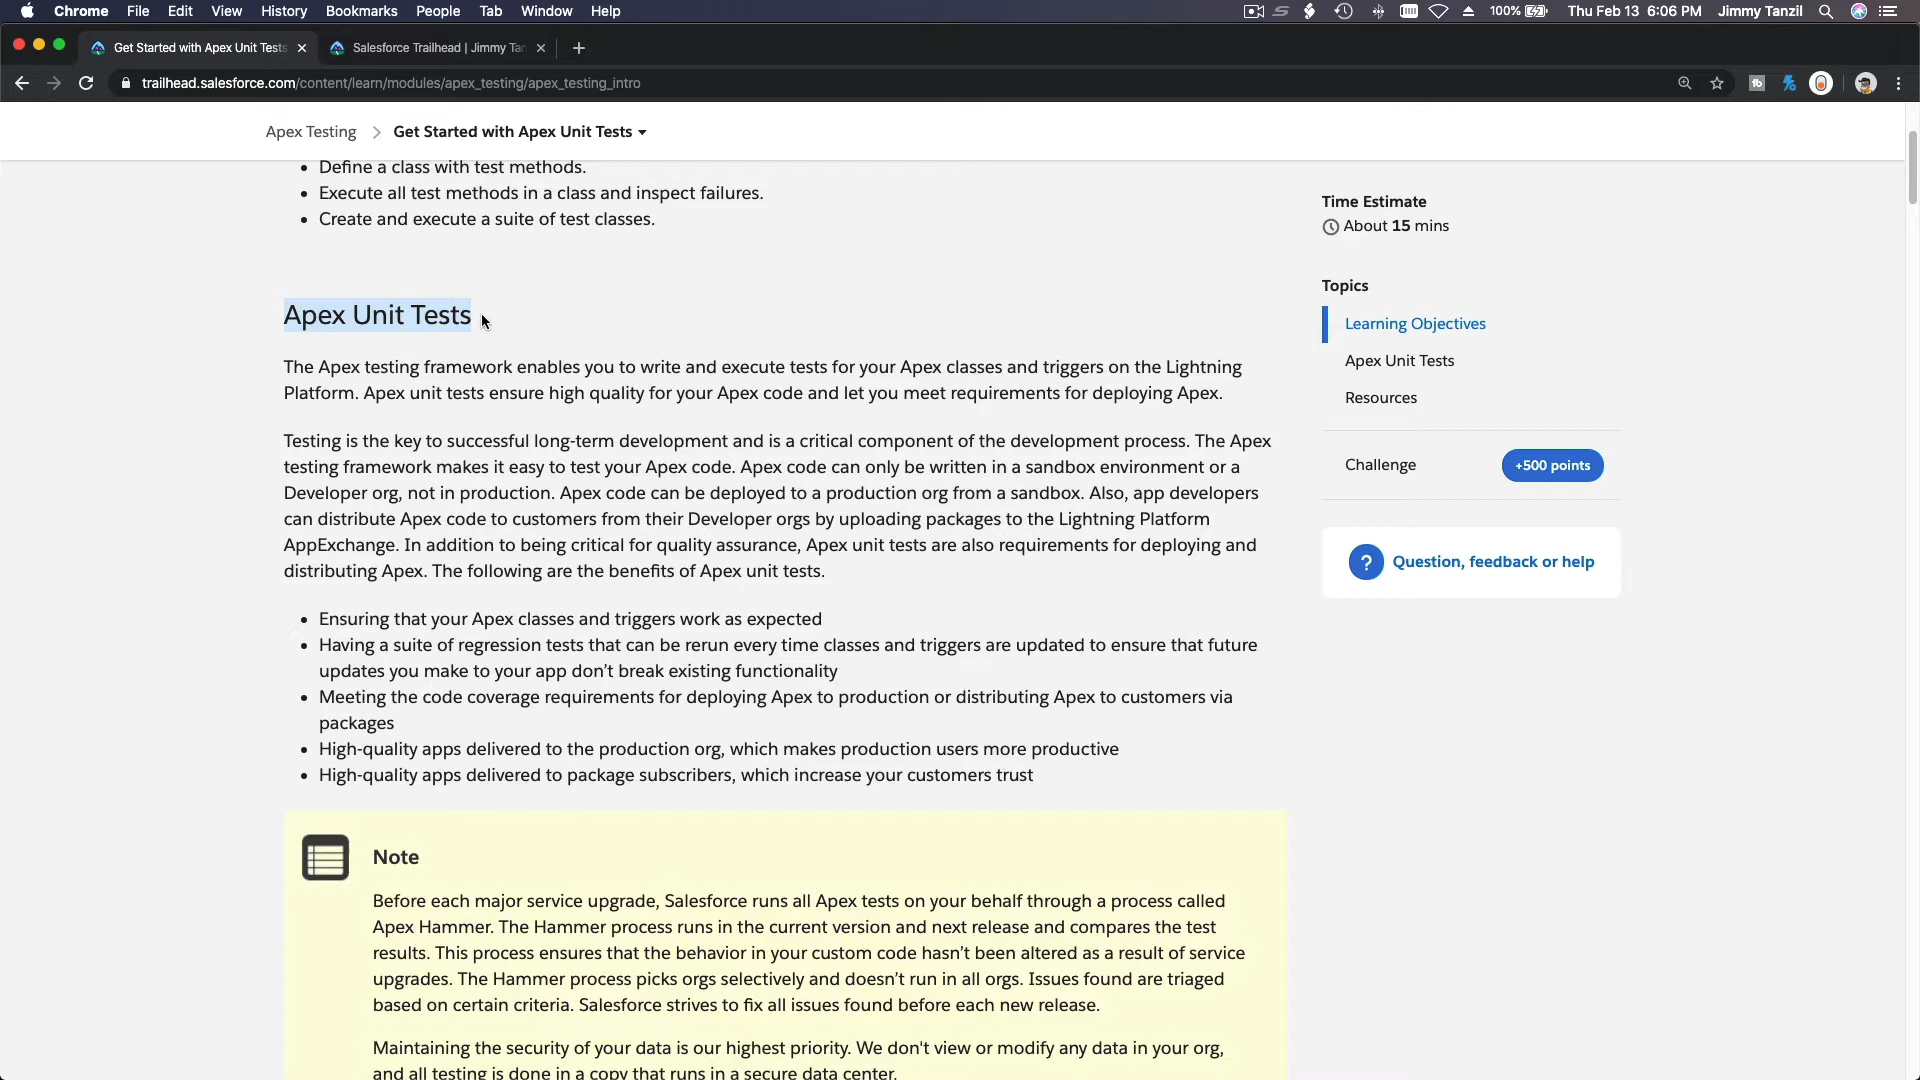 Chrome File Edit View History Bookmarks People Tab Window Help 100% Thu Feb 13 6:06 PM Jimmy Tanzil
Get Started with Apex Unit Tests
Salesforce Trailhead | Jimmy Tan
trailhead.salesforce.com/content/learn/modules/apex_testing/apex_testing_intro
Apex Testing
Get Started with Apex Unit Tests
Define a class with test methods.
Execute all test methods in a class and inspect failures.
Create and execute a suite of test classes.
Apex Unit Tests
The Apex testing framework enables you to write and execute tests for your Apex classes and triggers on the Lightning
Platform. Apex unit tests ensure high quality for your Apex code and let you meet requirements for deploying Apex.
Testing is the key to successful long-term development and is a critical component of the development process. The Apex
testing framework makes it easy to test your Apex code. Apex code can only be written in a sandbox environment or a
Developer org, not in production. Apex code can be deployed to a production org from a sandbox. Also, app developers
can distribute Apex code to customers from their Developer orgs by uploading packages to the Lightning Platform
AppExchange. In addition to being critical for quality assurance, Apex unit tests are also requirements for deploying and
distributing Apex. The following are the benefits of Apex unit tests.
Ensuring that your Apex classes and triggers work as expected
Having a suite of regression tests that can be rerun every time classes and triggers are updated to ensure that future
updates you make to your app don’t break existing functionality
Meeting the code coverage requirements for deploying Apex to production or distributing Apex to customers via
packages
High-quality apps delivered to the production org, which makes production users more productive
High-quality apps delivered to package subscribers, which increase your customers trust
Note
Before each major service upgrade, Salesforce runs all Apex tests on your behalf through a process called
Apex Hammer. The Hammer process runs in the current version and next release and compares the test
results. This process ensures that the behavior in your custom code hasn’t been altered as a result of service
upgrades. The Hammer process picks orgs selectively and doesn’t run in all orgs. Issues found are triaged
based on certain criteria. Salesforce strives to fix all issues found before each new release.
Maintaining the security of your data is our highest priority. We don't view or modify any data in your org,
and all testing is done in a copy that runs in a secure data center.
Time Estimate
About 15 mins
Topics
Learning Objectives
Apex Unit Tests
Resources
Challenge
+500 points
? Question, feedback or help